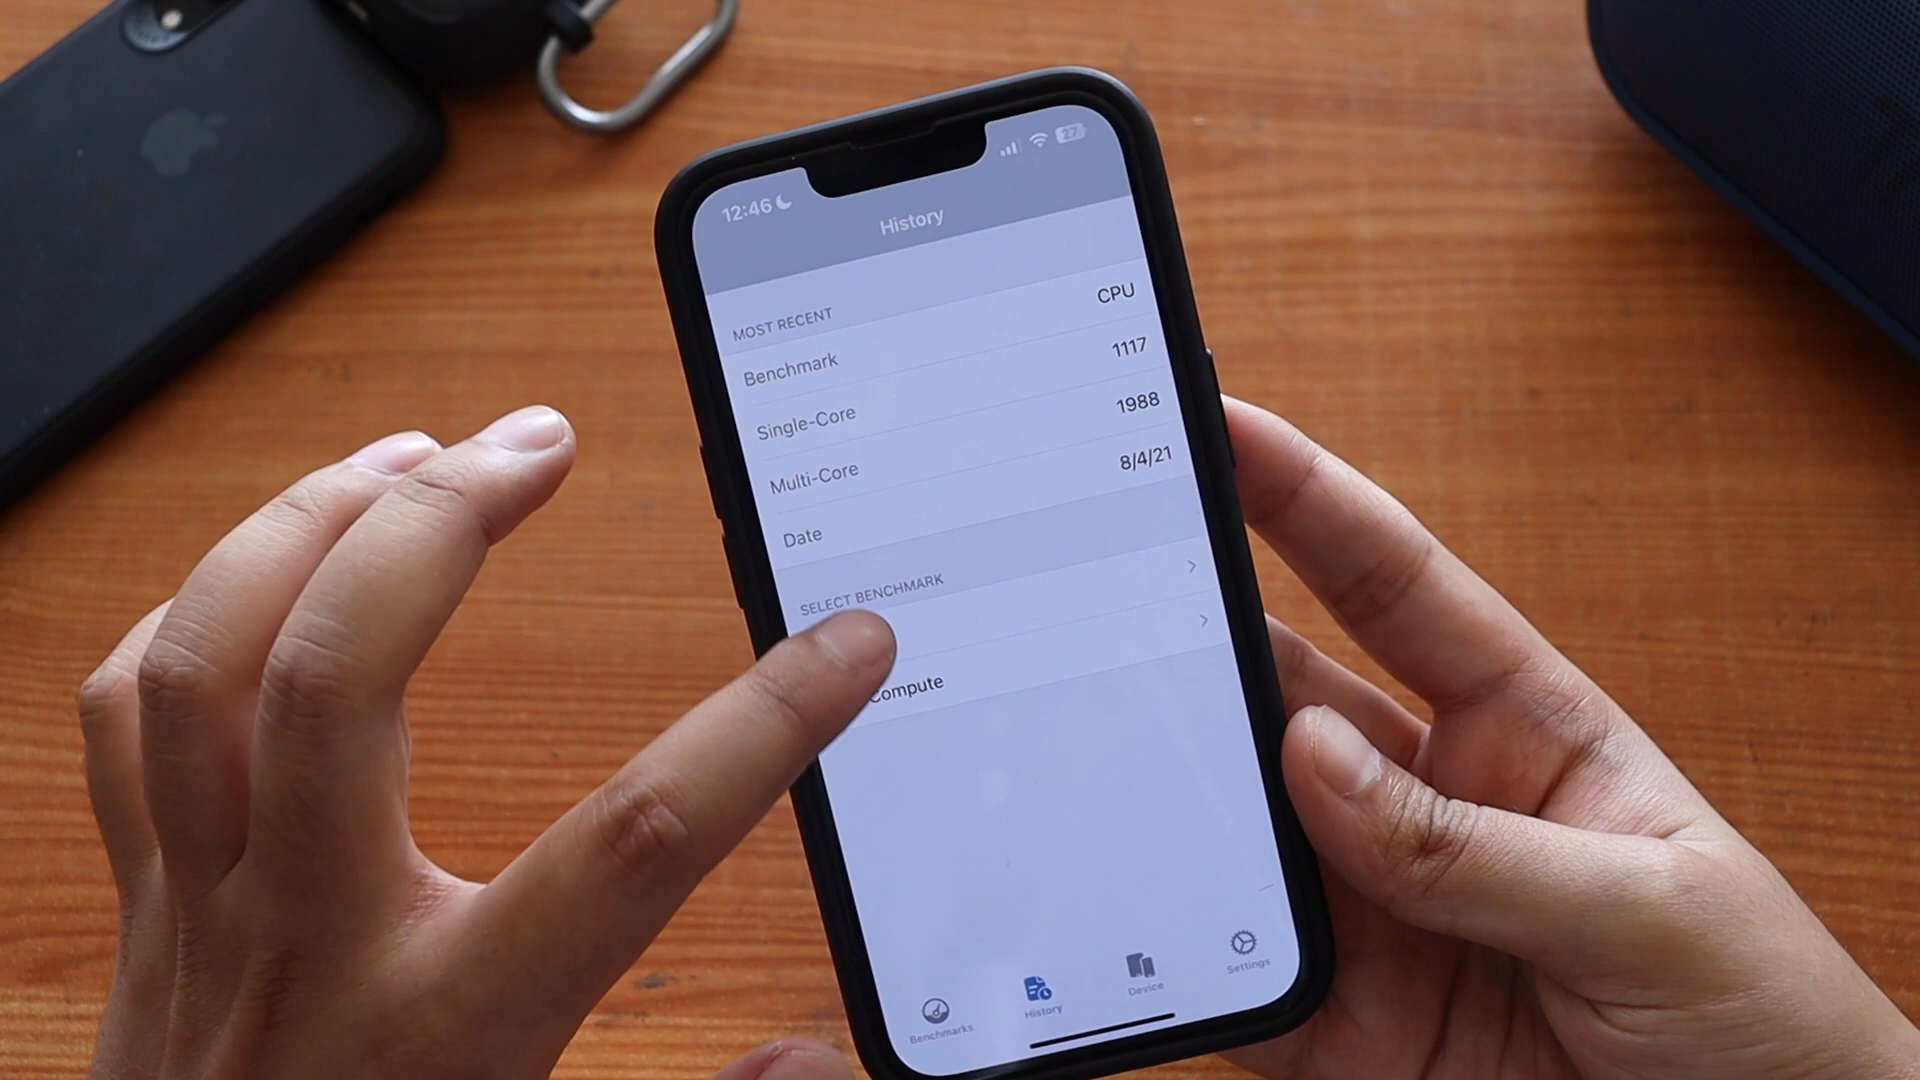 12:46
27
History
MOST RECENT
Benchmark CPU
Single-Core 1117
Multi-Core 1988
Date 8/4/21
SELECT BENCHMARK
Compute
Benchmarks
History
Device
Settings